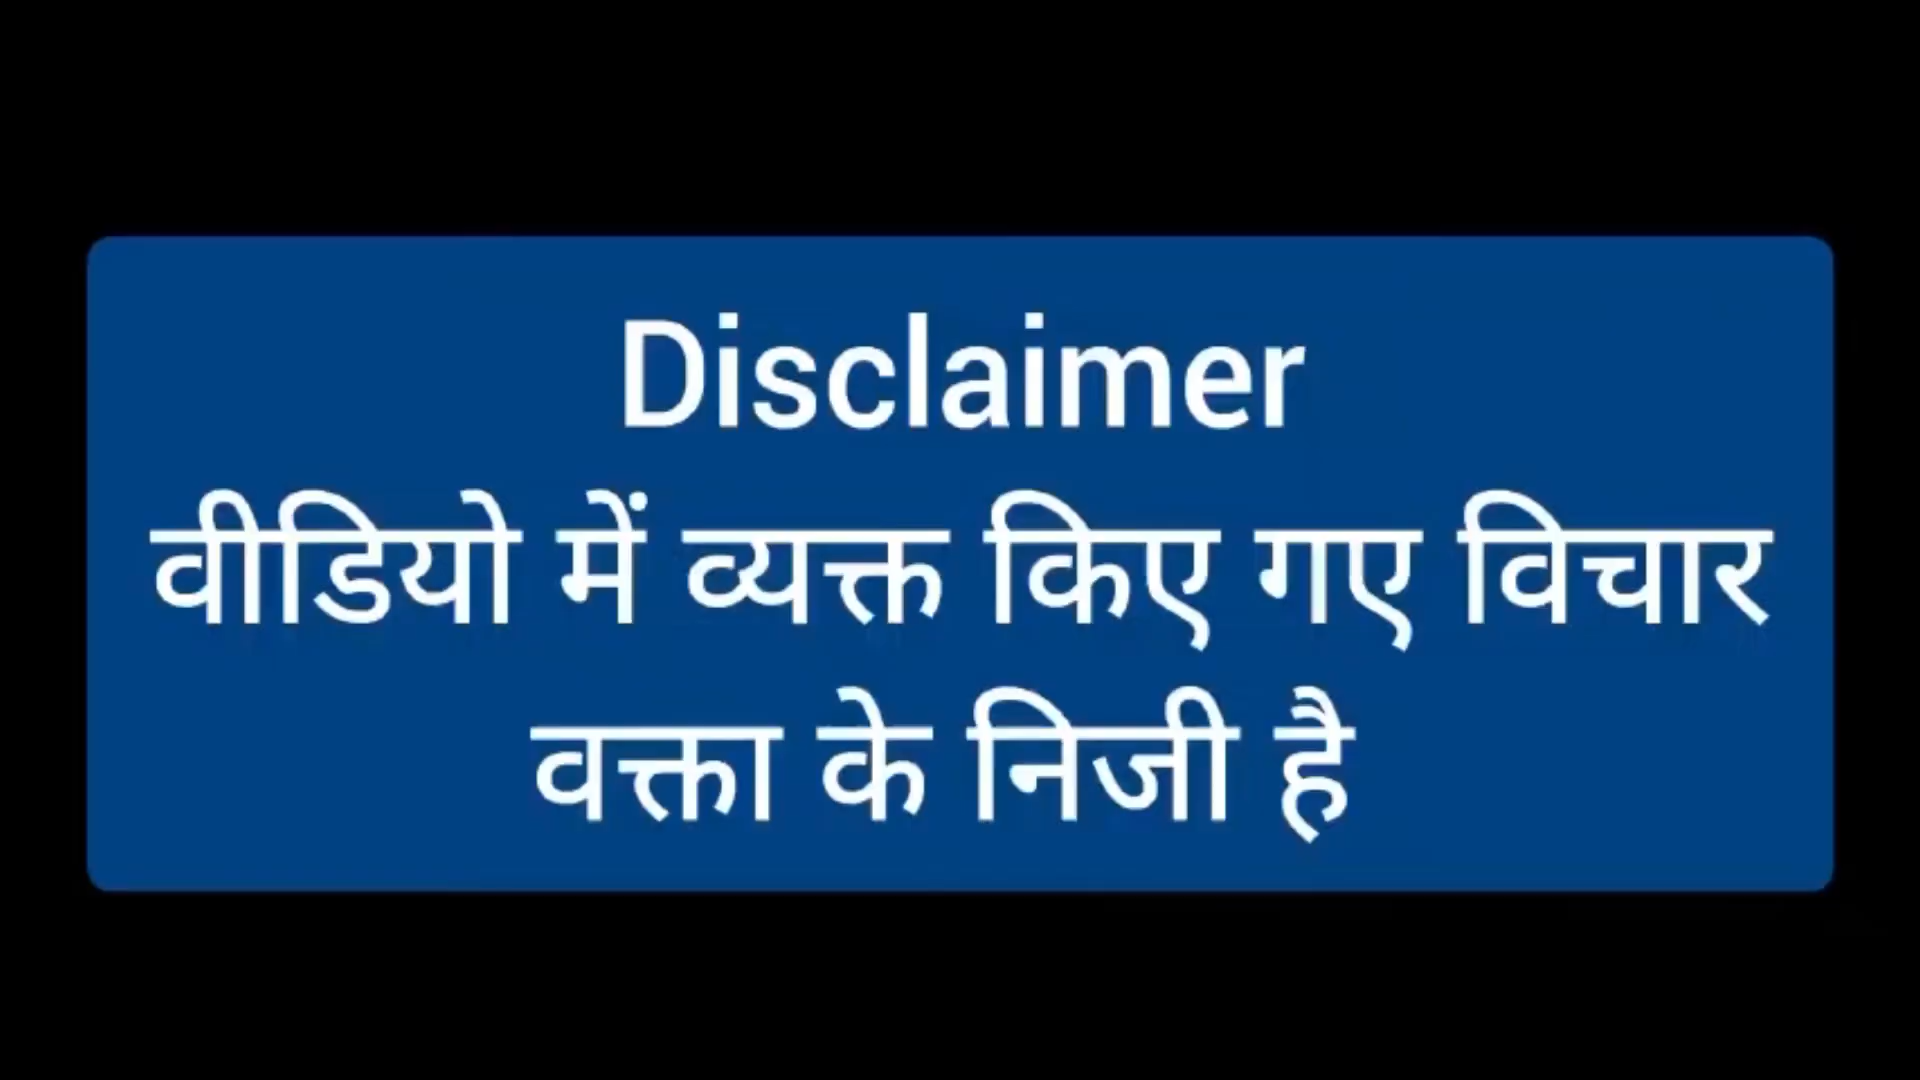 Disclaimer
वीडियो में व्यक्त किए गए विचार
वक्ता के निजी है